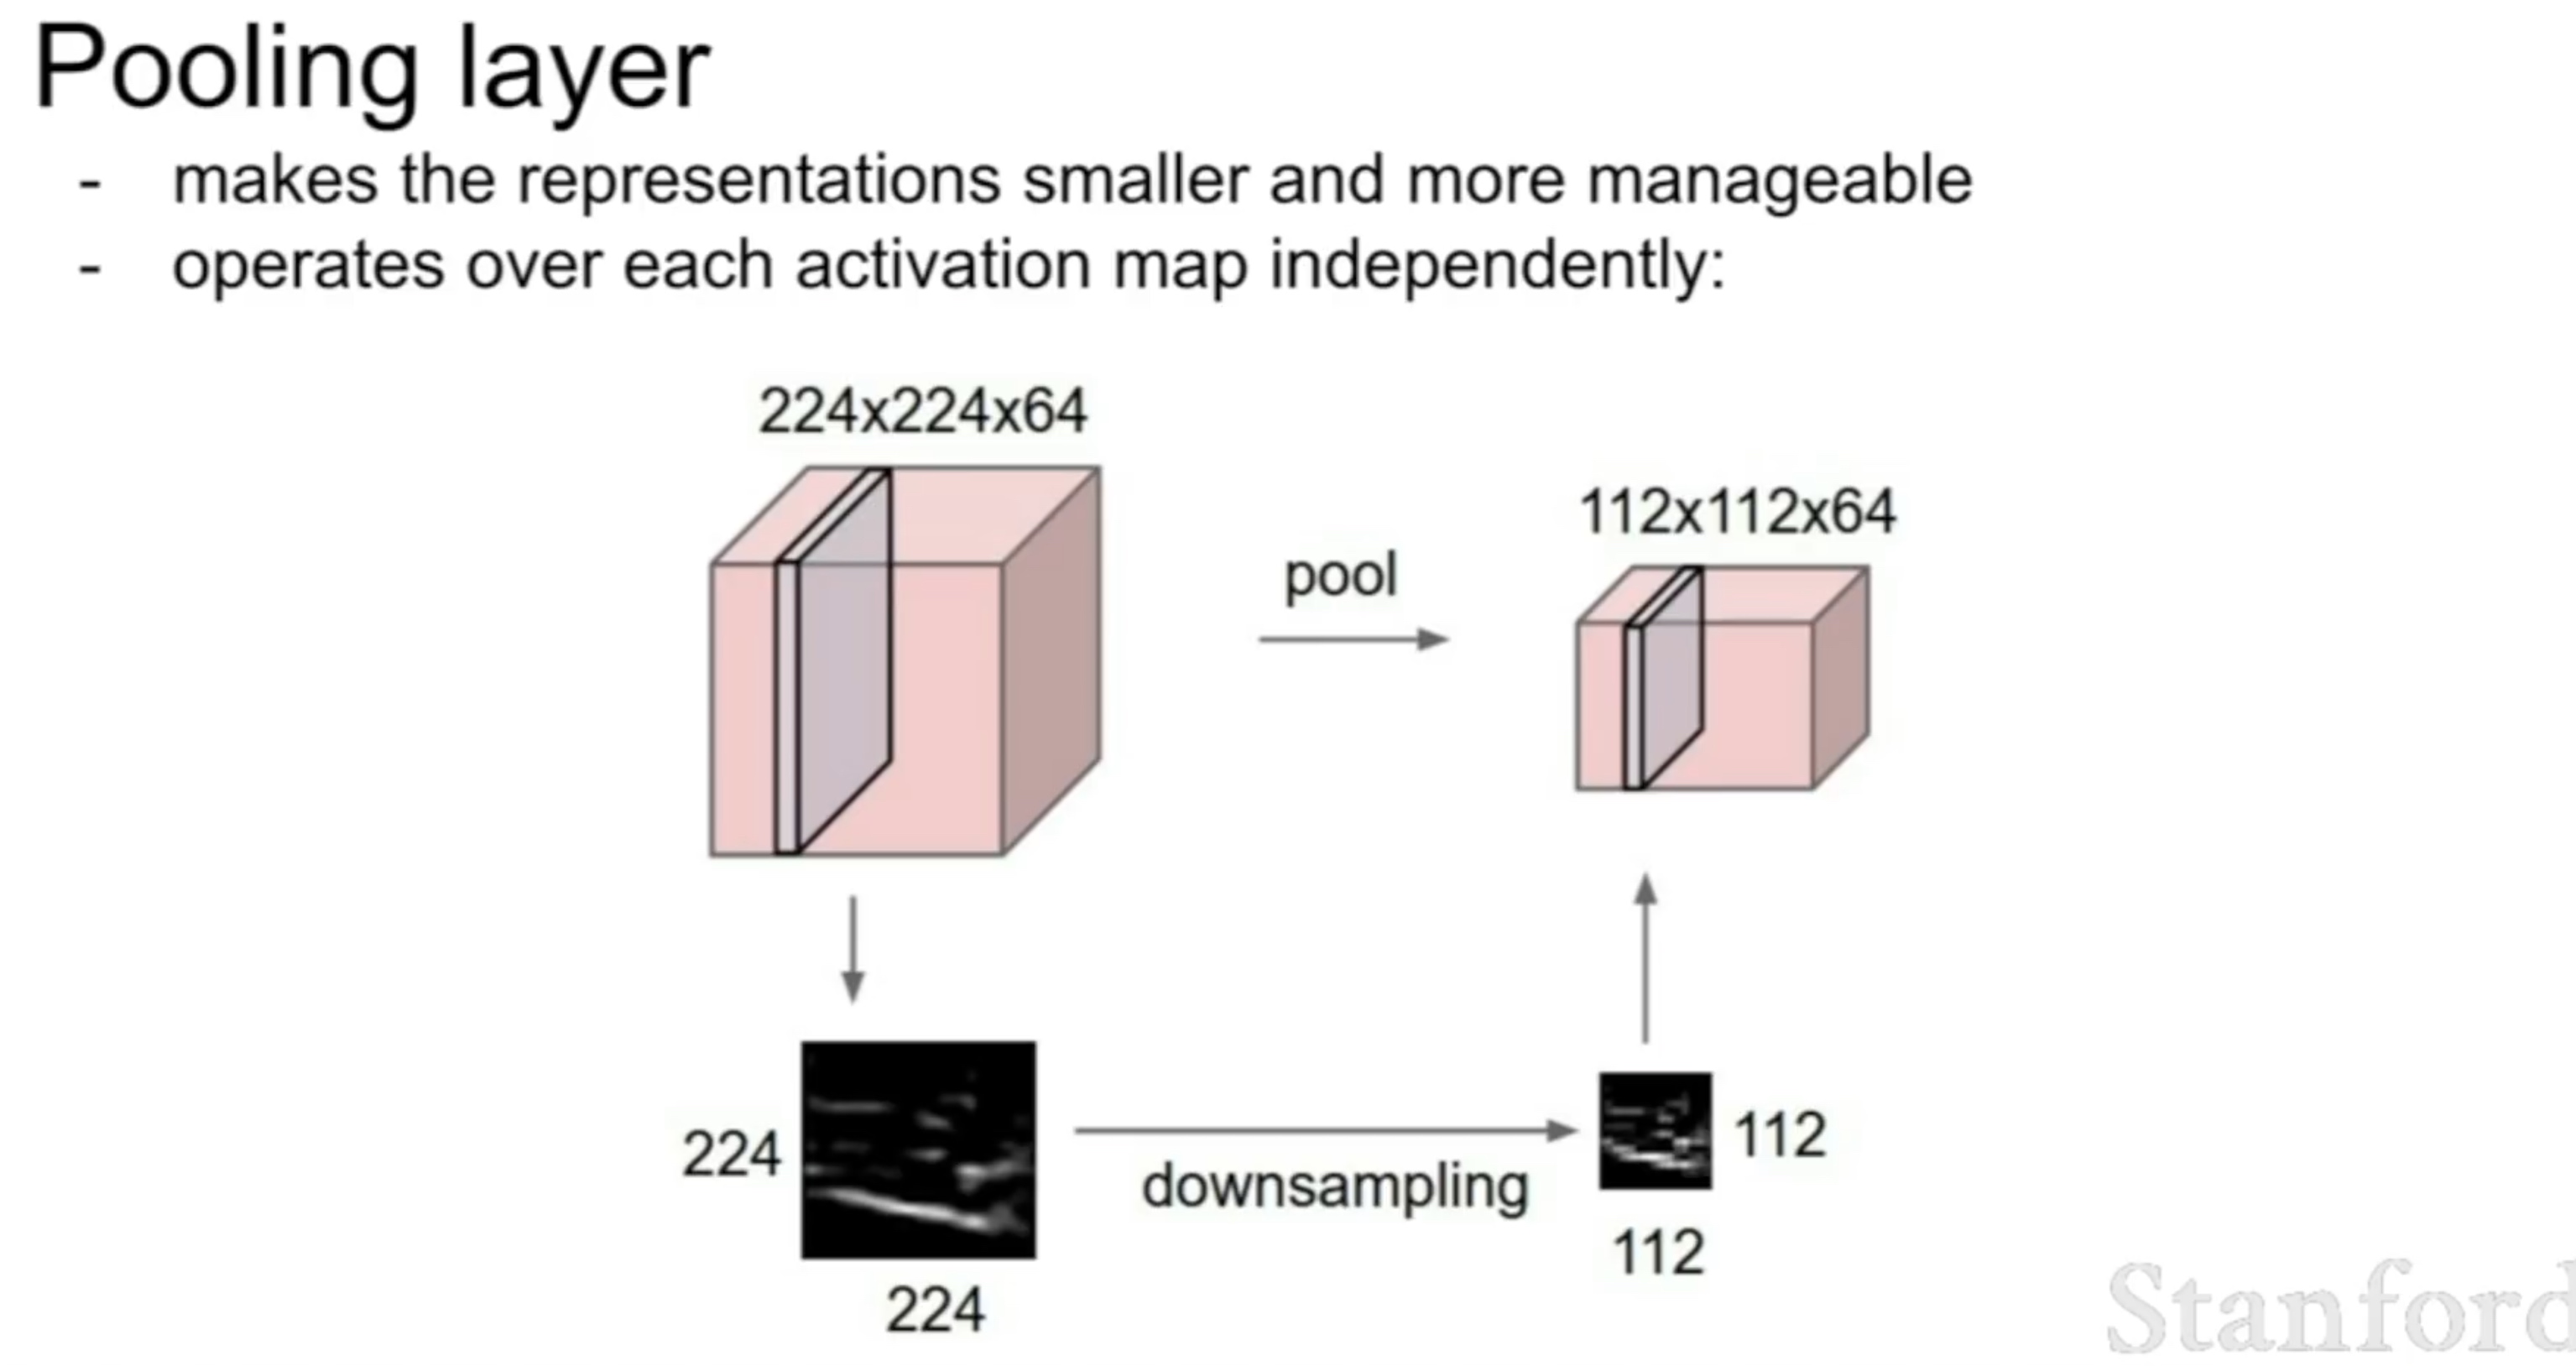 Pooling layer
- makes the representations smaller and more manageable
- operates over each activation map independently:
224x224x64
112x112x64
pool
224
112
downsampling
112
224
Stanford